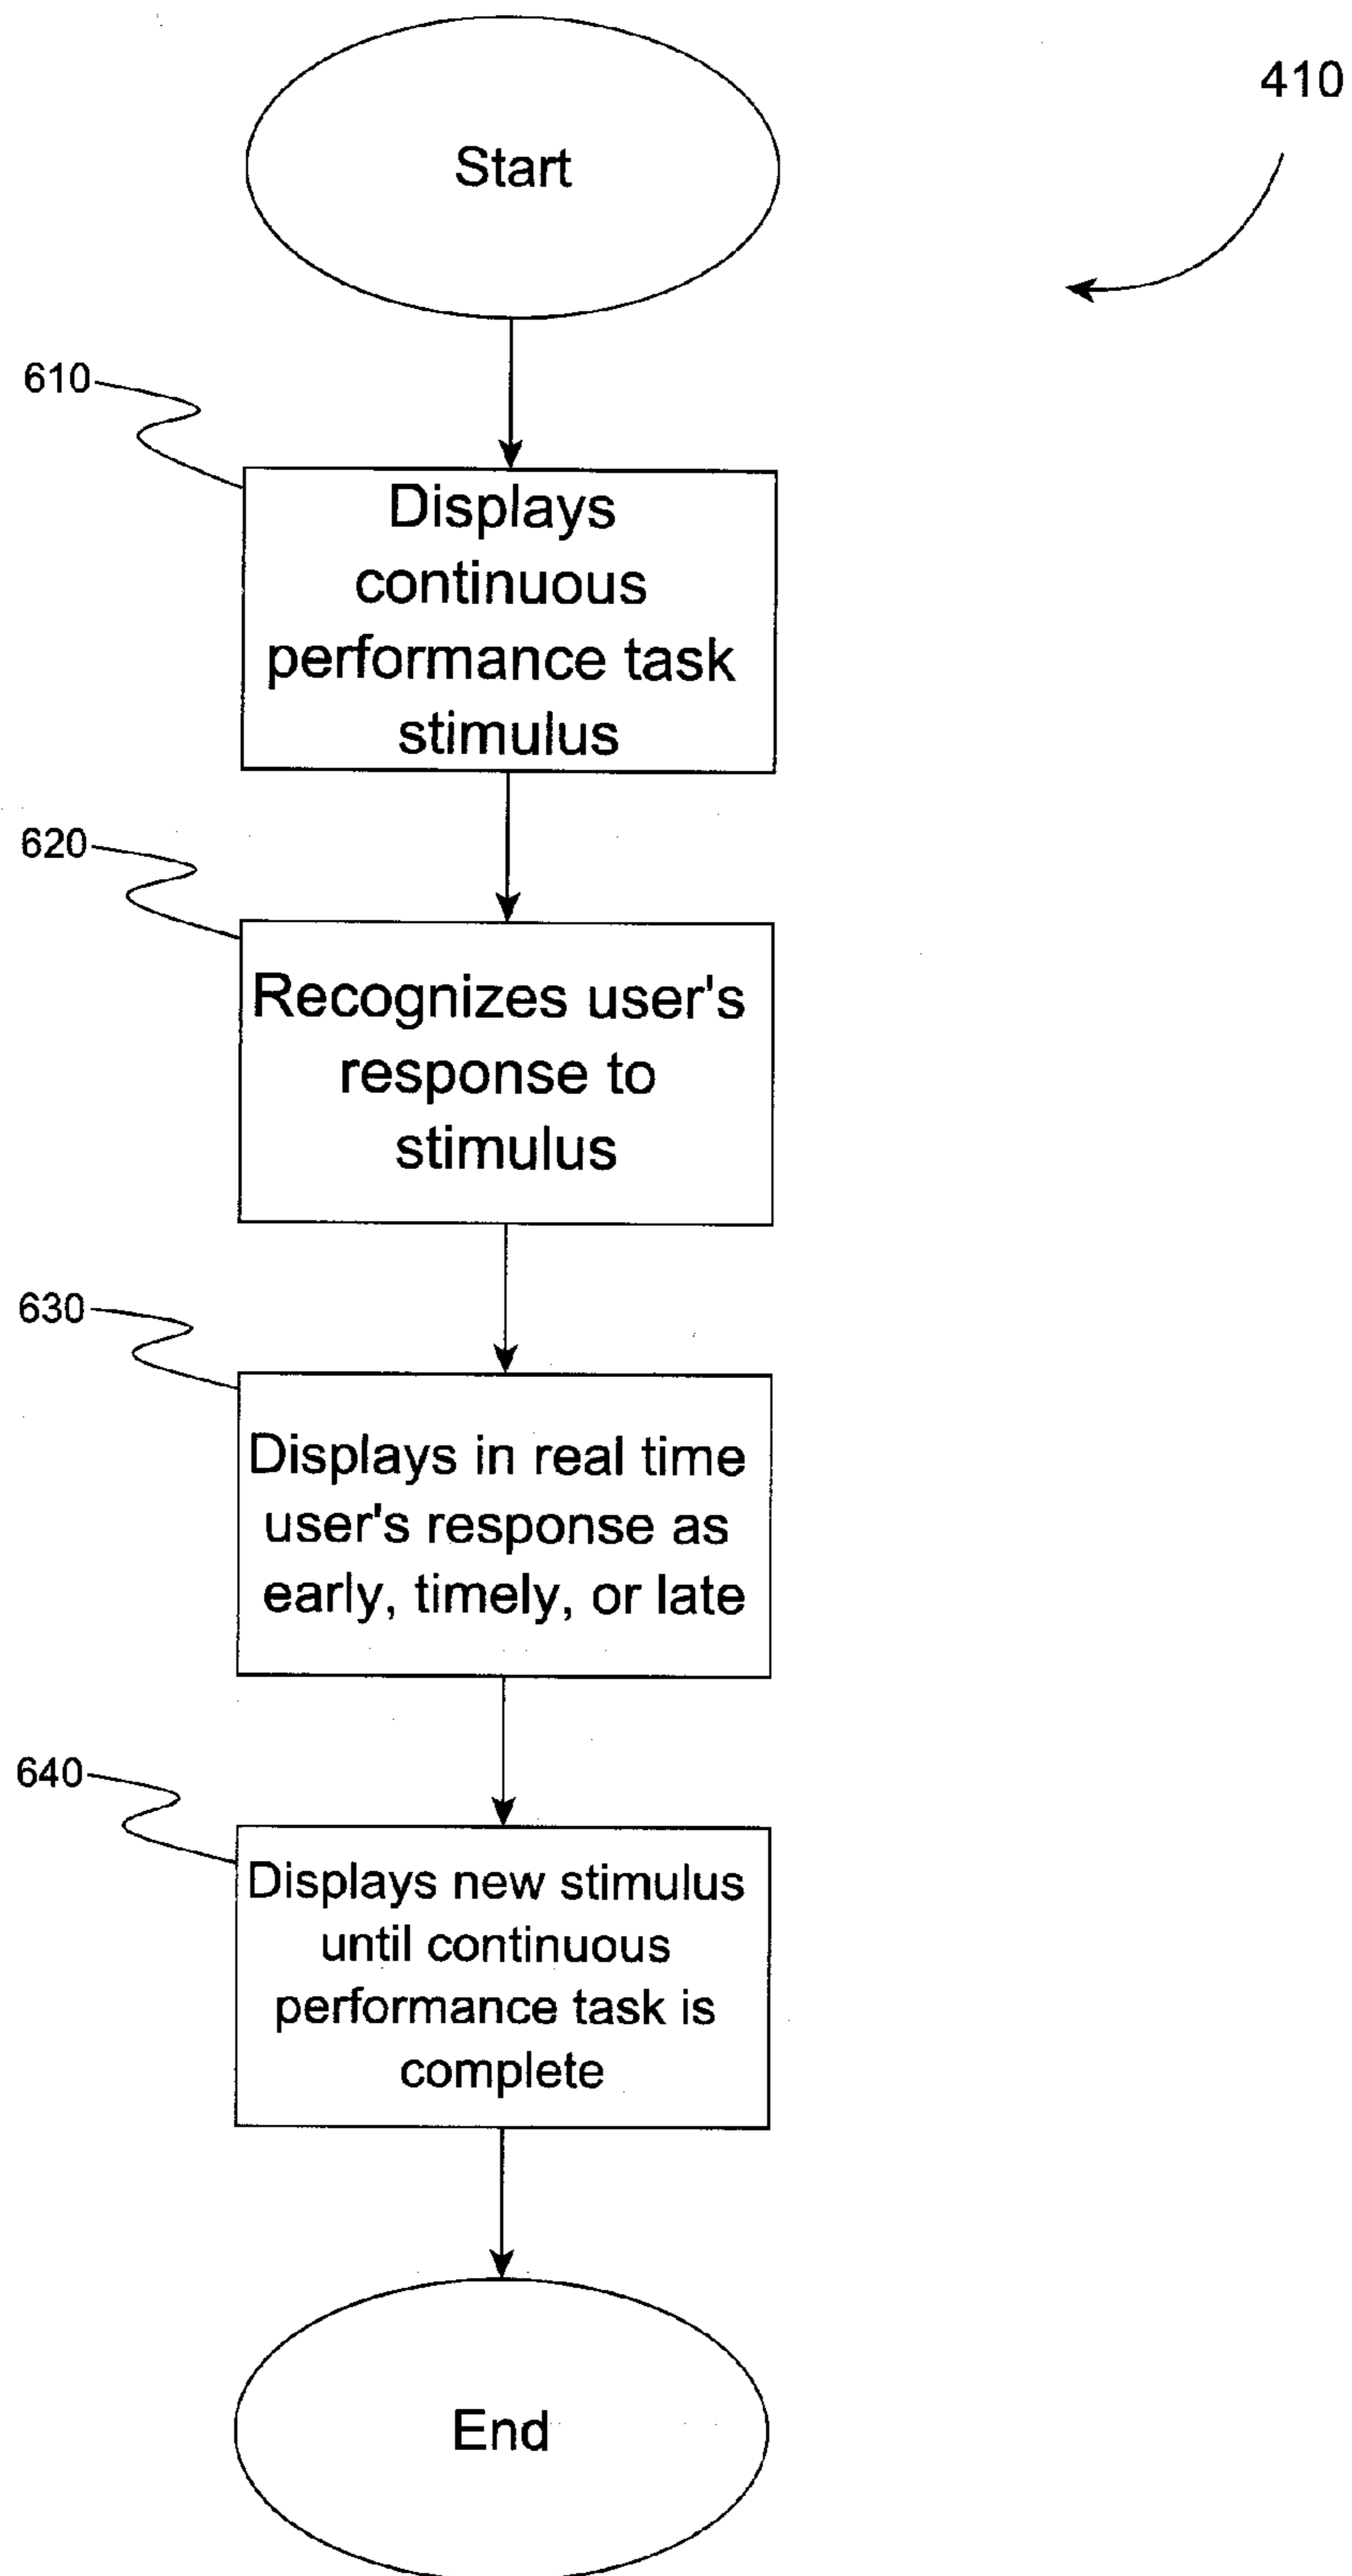 Start
410
610
Displays
continuous
performance task
stimulus
620
Recognizes user's
response to
stimulus
630
Displays in real time
user's response as
early, timely, or late
640
Displays new stimulus
until continuous
performance task is
complete
End